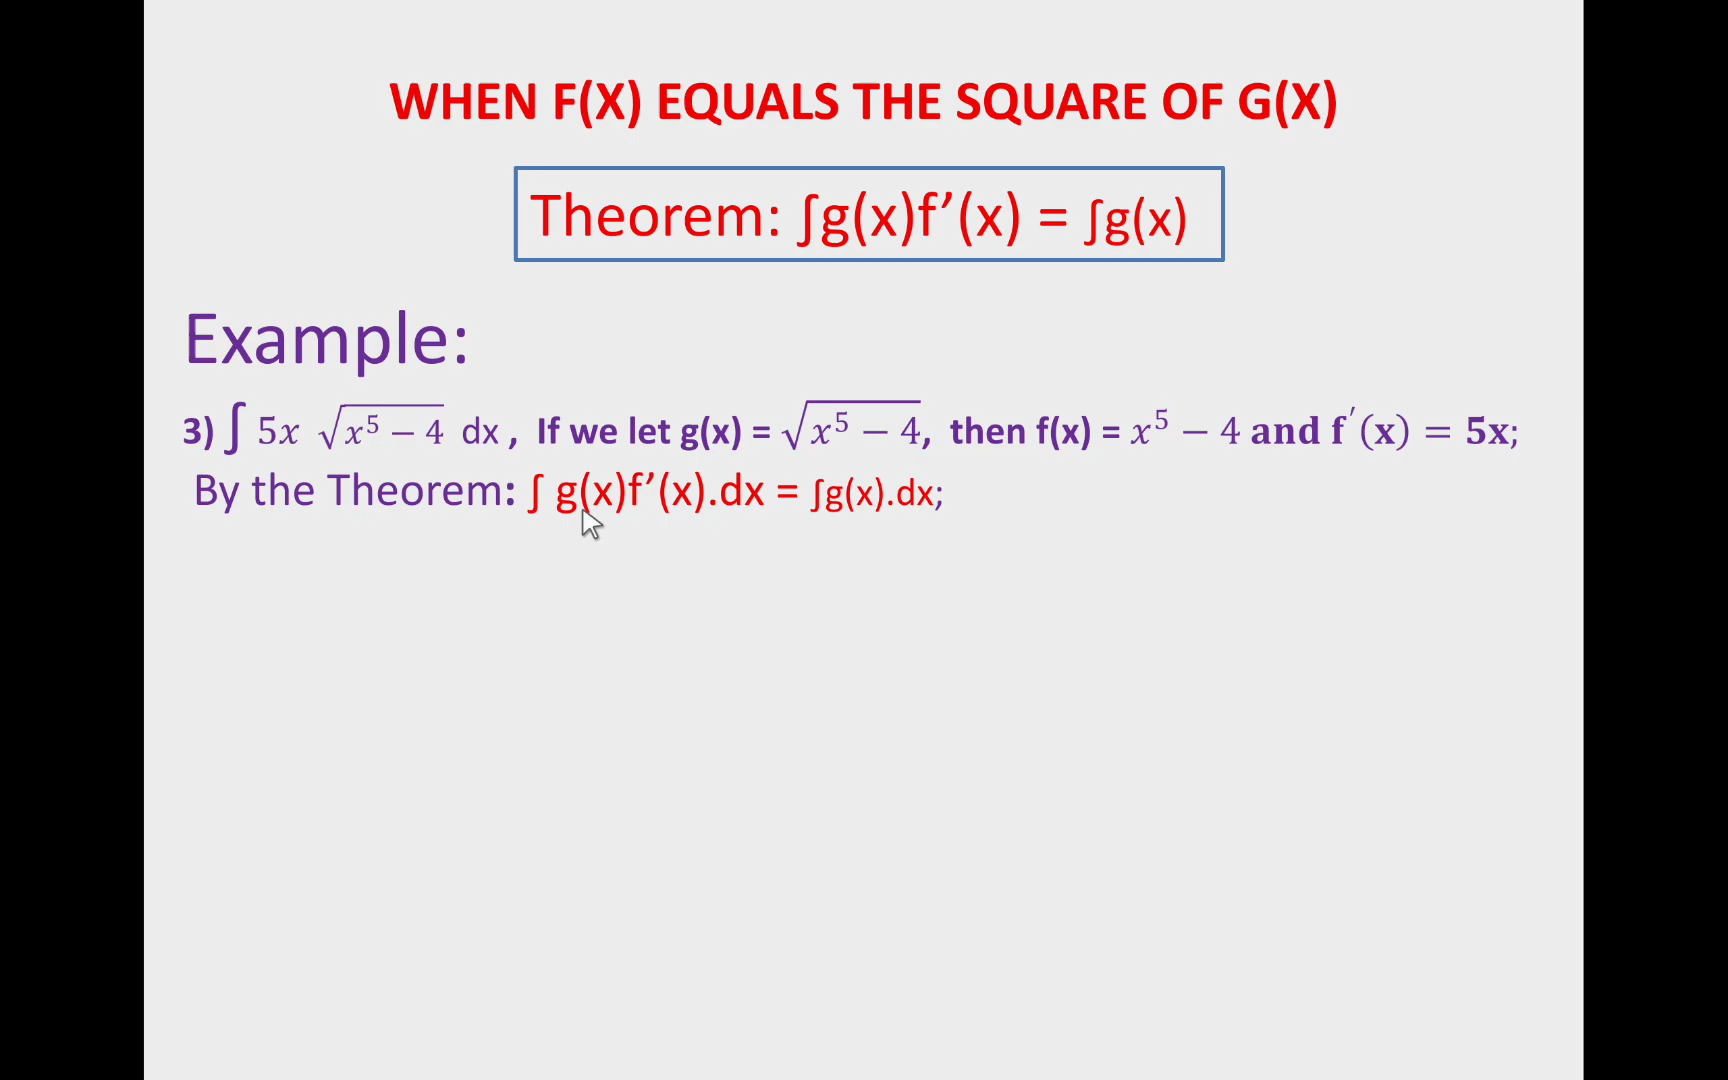 WHEN F(X) EQUALS THE SQUARE OF G(X)
Theorem: ∫g(x)f’(x) = ∫g(x)
Example:
3) ∫ 5x √(x⁵ − 4) dx , If we let g(x) = √(x⁵ − 4), then f(x) = x⁵ − 4 and f′(x) = 5x;
By the Theorem: ∫ g(x)f’(x).dx = ∫g(x).dx;